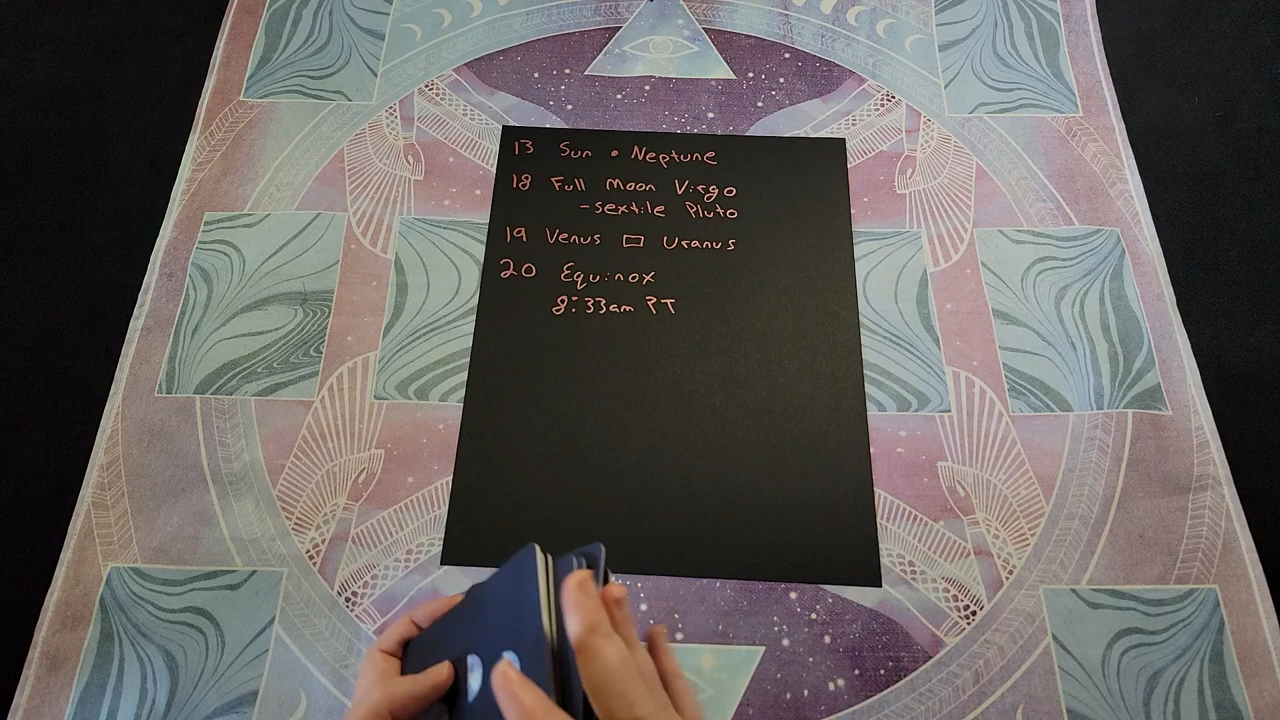 13 Sun • Neptune
18 Full Moon Virgo
-sextile Pluto
19 Venus □ Uranus
20 Equinox
8:33am PT